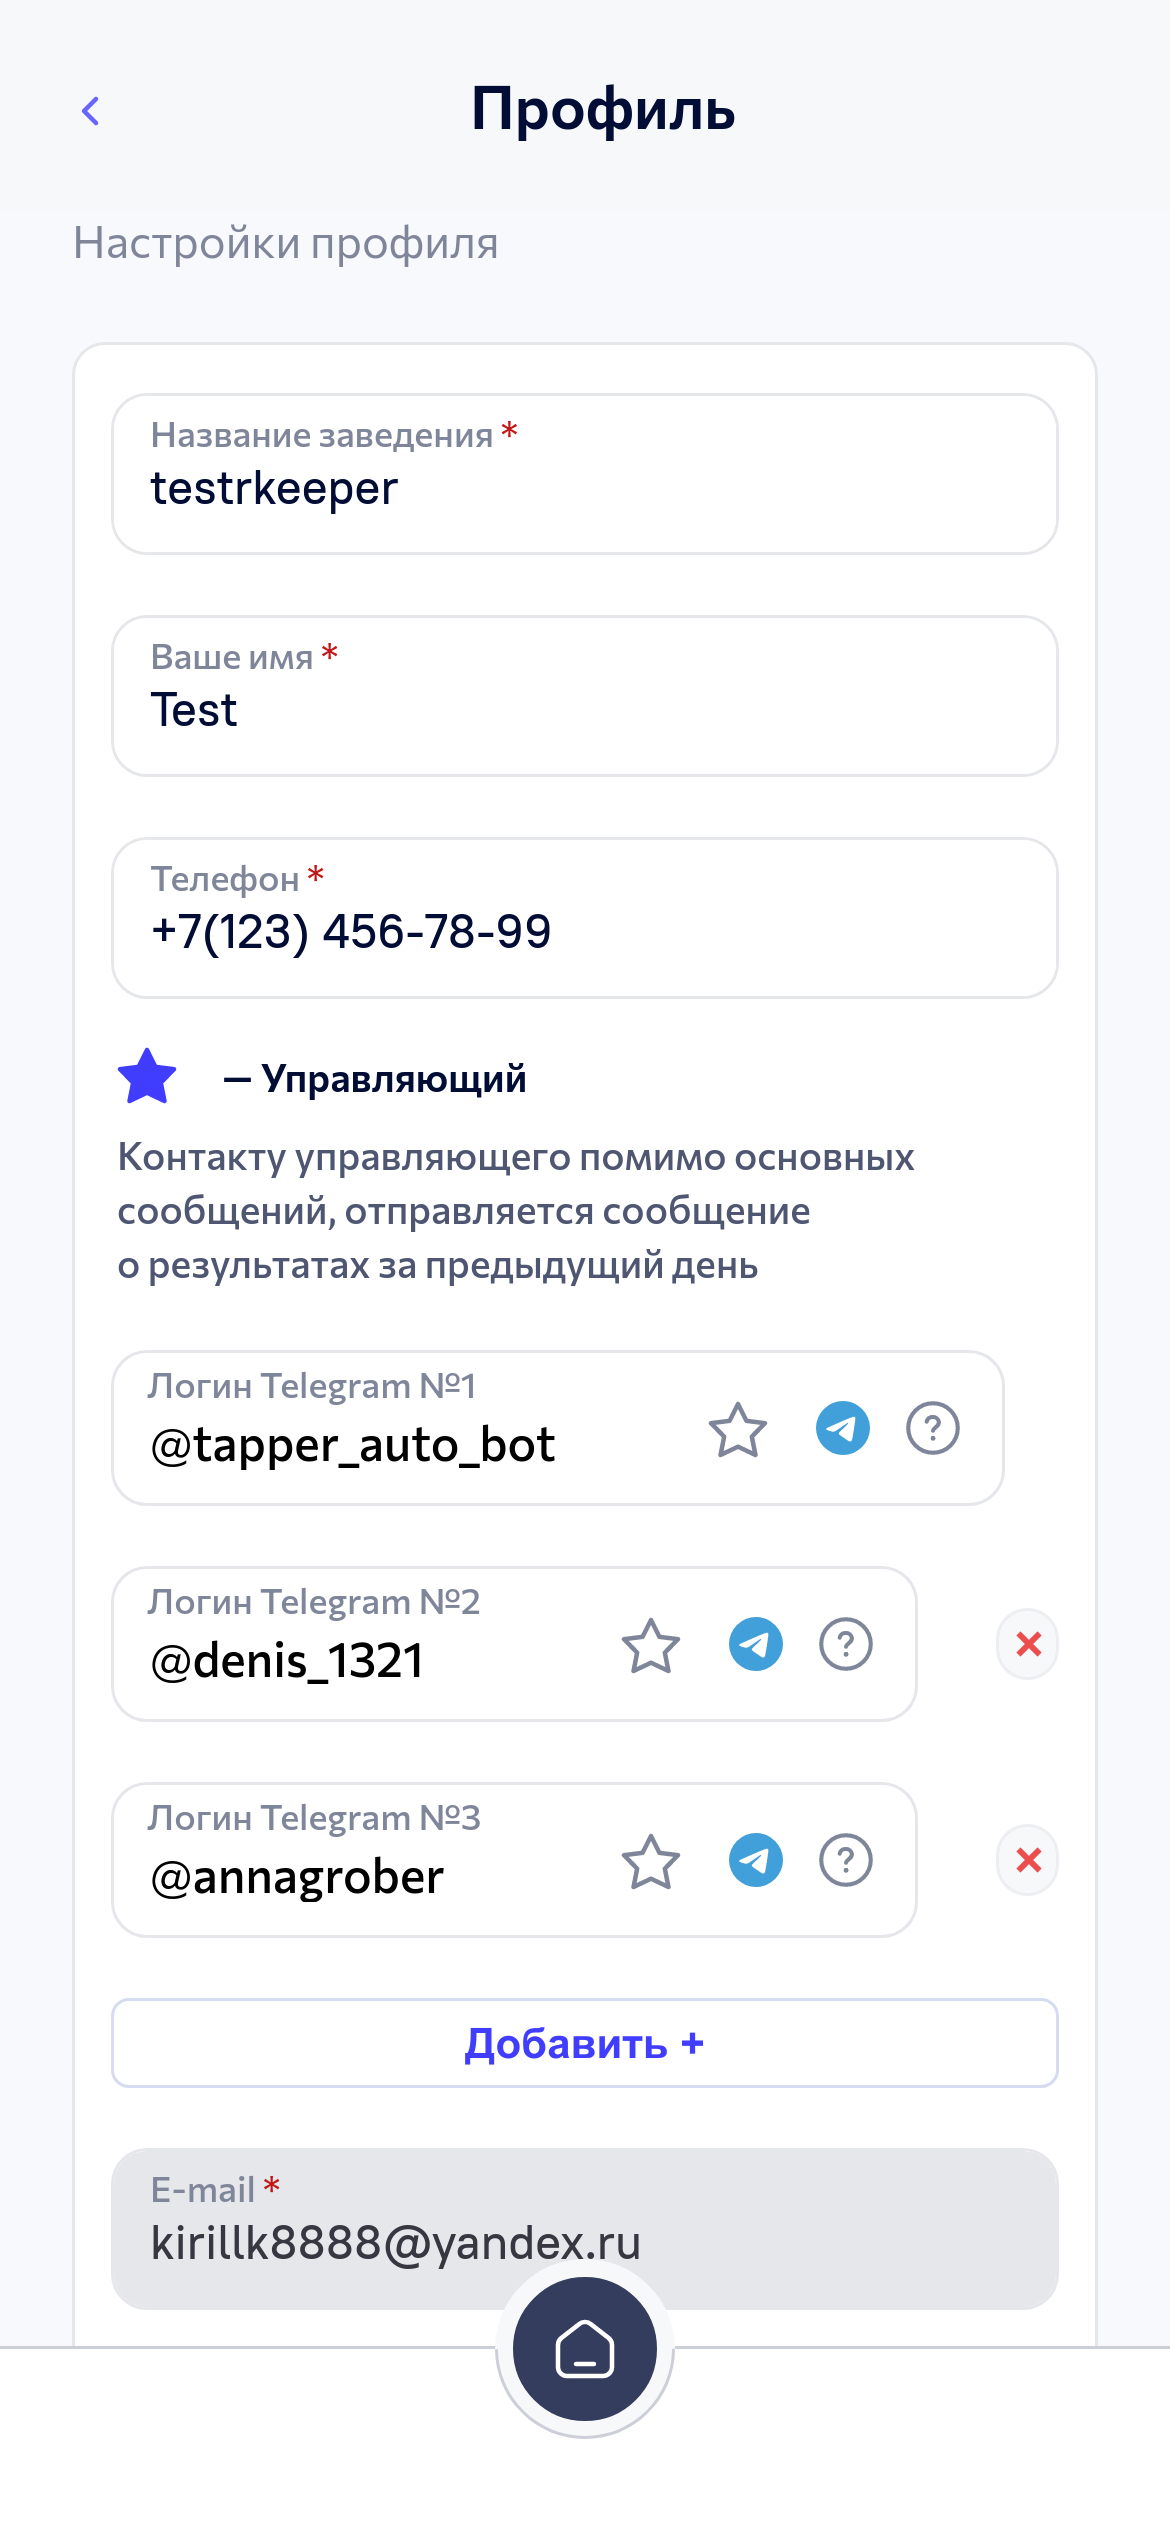 Профиль
Настройки профиля
Название заведения *
testrkeeper
Ваше имя *
Test
Телефон *
+7(123) 456-78-99
— Управляющий
Контакту управляющего помимо основных
сообщений, отправляется сообщение
о результатах за предыдущий день
Логин Telegram №1
@tapper_auto_bot
Логин Telegram №2
@denis_1321
Логин Telegram №3
@annagrober
Добавить +
E-mail *
kirillk8888@yandex.ru